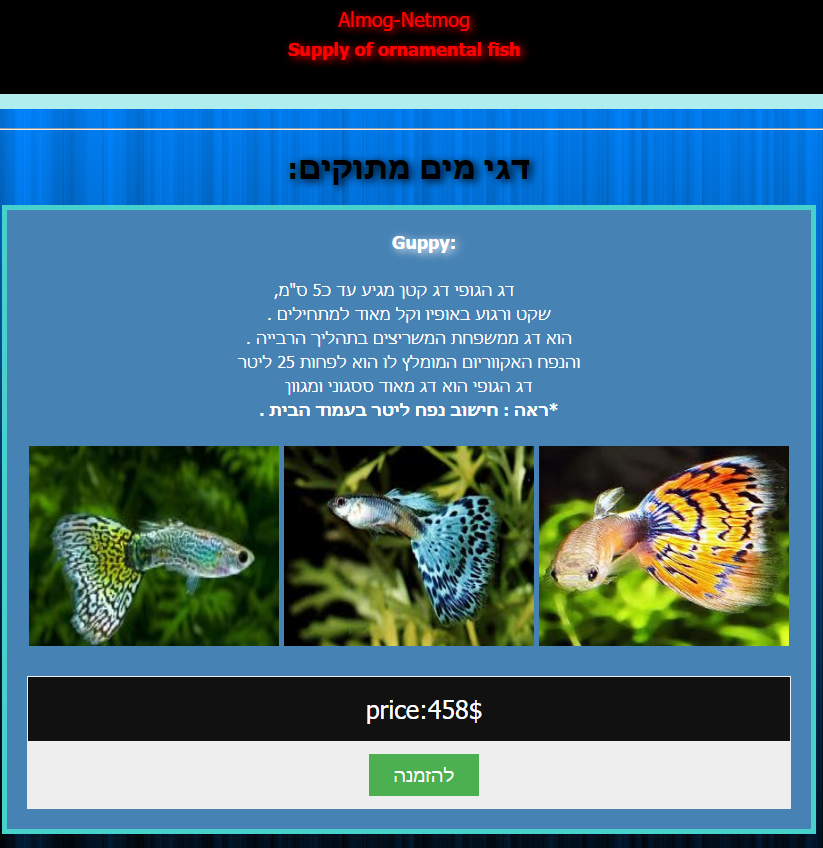 Almog-Netmog
Supply of ornamental fish
דגי מים מתוקים:
Guppy:
דג הגופי דג קטן מגיע עד כ5 ס"מ,
שקט ורגוע באופיו וקל מאוד למתחילים .
הוא דג ממשפחת המשריצים בתהליך הרבייה .
והנפח האקווריום המומלץ לו הוא לפחות 25 ליטר
דג הגופי הוא דג מאוד ססגוני ומגוון
*ראה : חישוב נפח ליטר בעמוד הבית .
price:458$
להזמנה